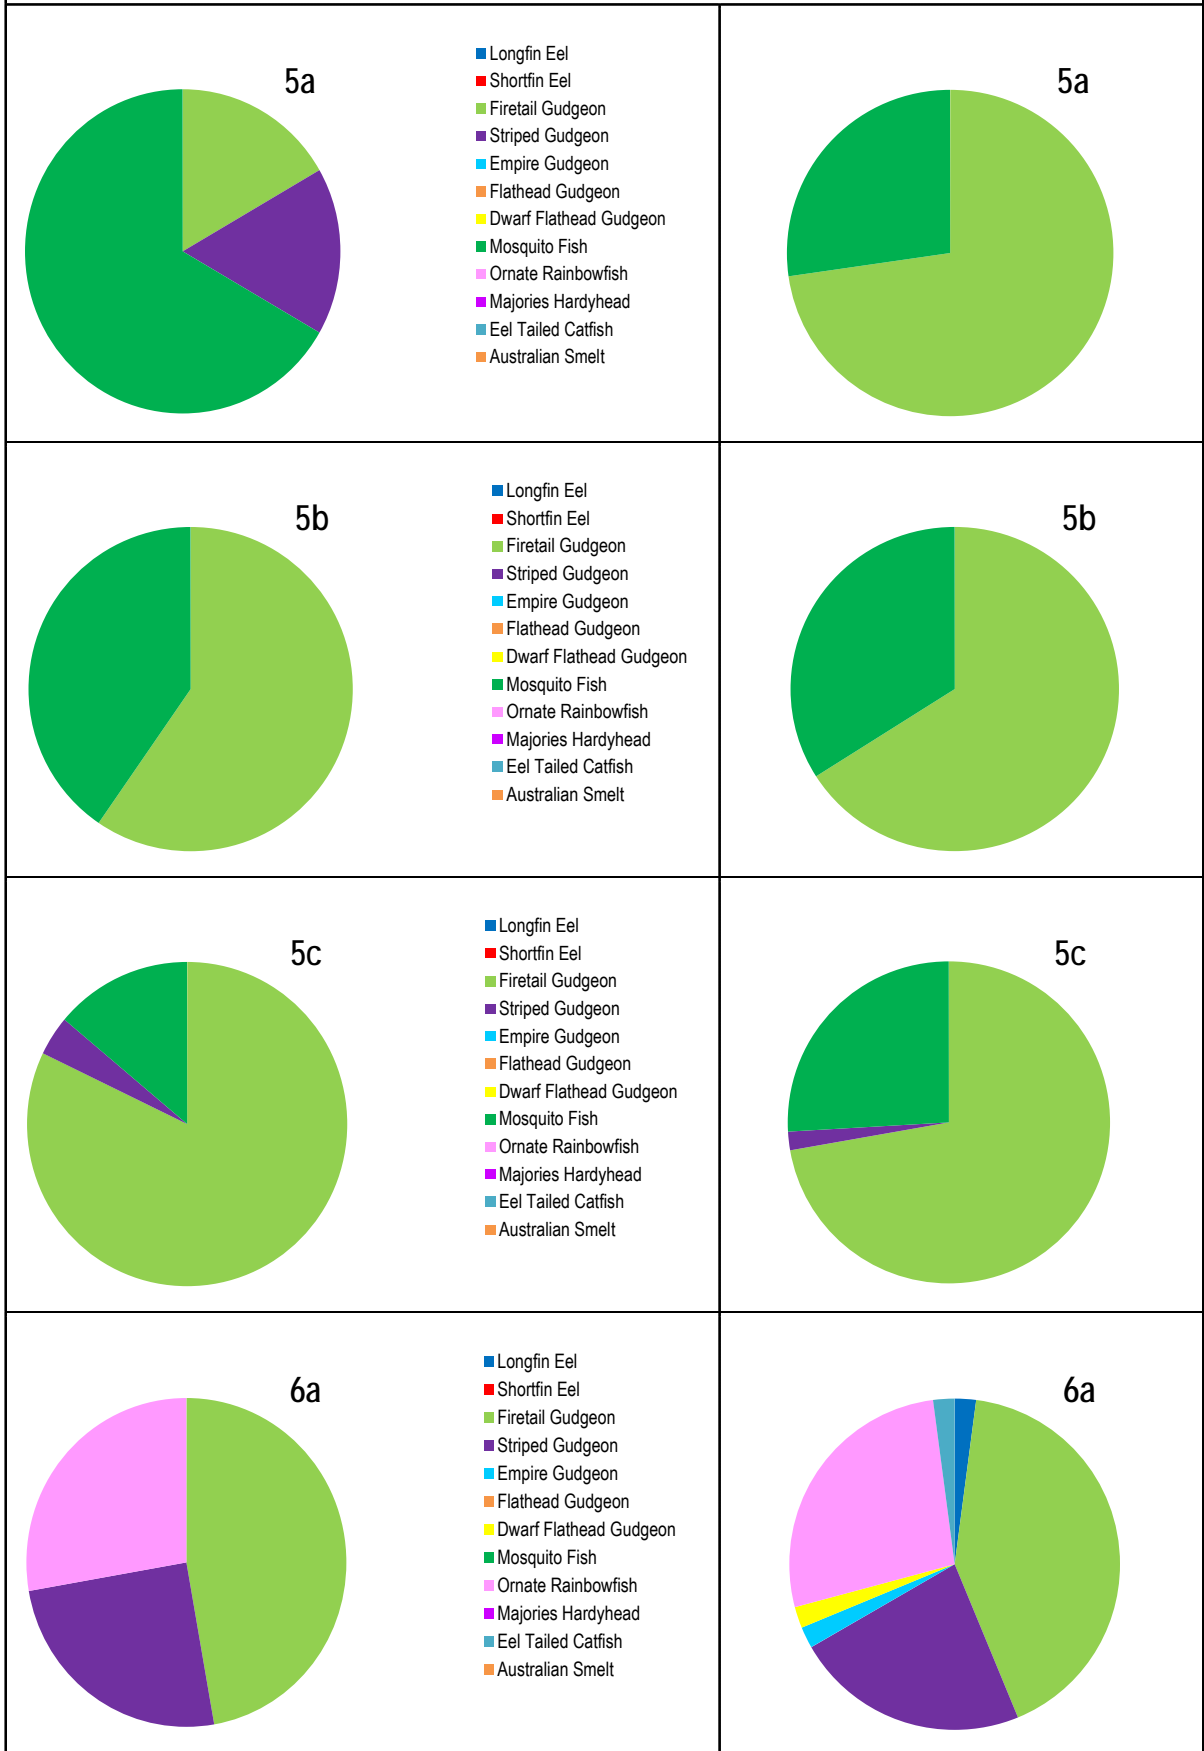 5a
Longfin Eel
Shortfin Eel
Firetail Gudgeon
Striped Gudgeon
Empire Gudgeon
Flathead Gudgeon
Dwarf Flathead Gudgeon
Mosquito Fish
Ornate Rainbowfish
Majories Hardyhead
Eel Tailed Catfish
Australian Smelt
5a
5b
Longfin Eel
Shortfin Eel
Firetail Gudgeon
Striped Gudgeon
Empire Gudgeon
Flathead Gudgeon
Dwarf Flathead Gudgeon
Mosquito Fish
Ornate Rainbowfish
Majories Hardyhead
Eel Tailed Catfish
Australian Smelt
5b
5c
Longfin Eel
Shortfin Eel
Firetail Gudgeon
Striped Gudgeon
Empire Gudgeon
Flathead Gudgeon
Dwarf Flathead Gudgeon
Mosquito Fish
Ornate Rainbowfish
Majories Hardyhead
Eel Tailed Catfish
Australian Smelt
5c
6a
Longfin Eel
Shortfin Eel
Firetail Gudgeon
Striped Gudgeon
Empire Gudgeon
Flathead Gudgeon
Dwarf Flathead Gudgeon
Mosquito Fish
Ornate Rainbowfish
Majories Hardyhead
Eel Tailed Catfish
Australian Smelt
6a